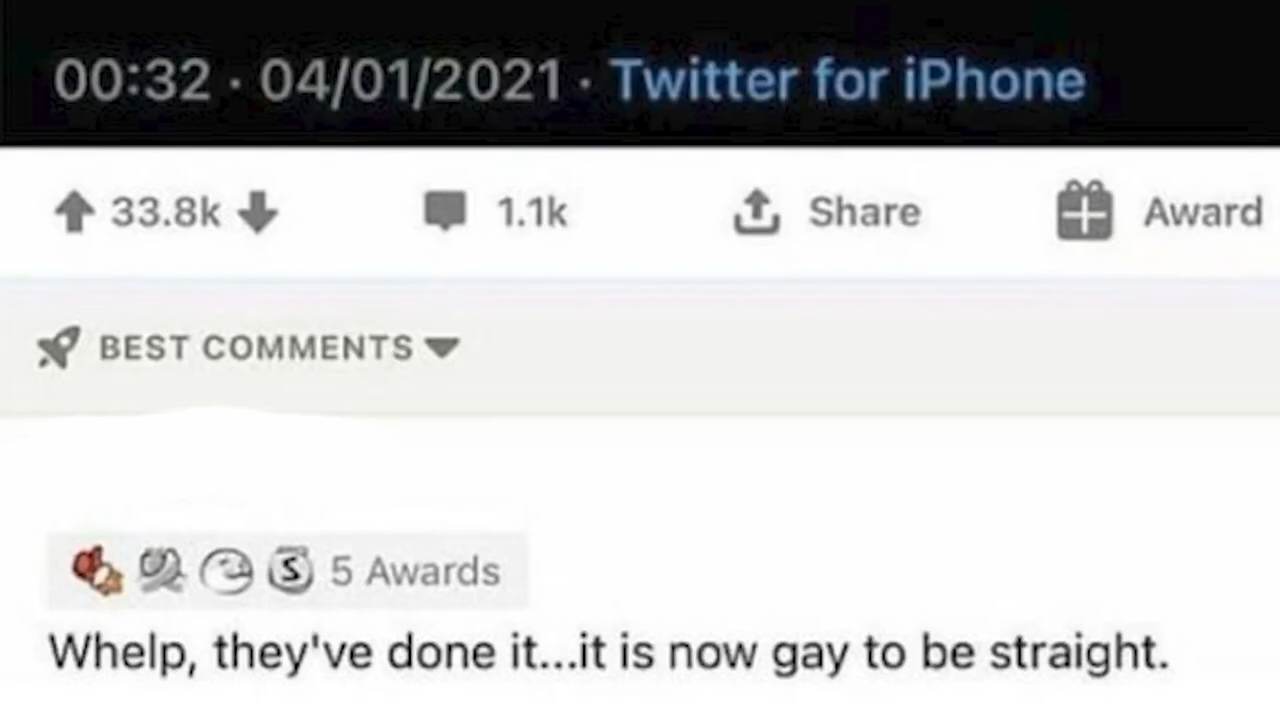 00:32 · 04/01/2021 · Twitter for iPhone
33.8k 1.1k Share Award
BEST COMMENTS
5 Awards
Whelp, they've done it...it is now gay to be straight.